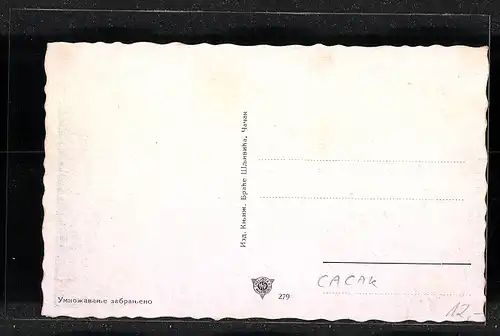 Изд. Књиж. Браће Шљивића, Чачак
CACAK
279
Умножавање забрањено
12,-